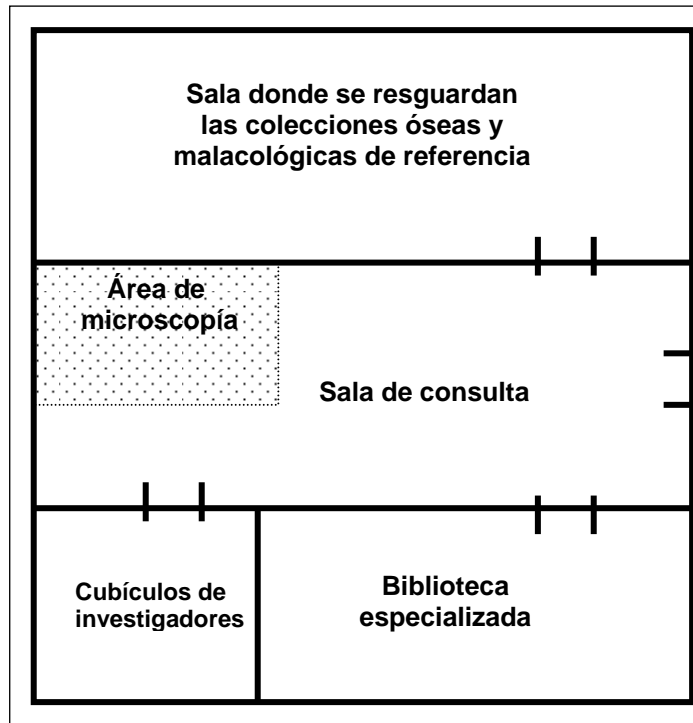 Sala donde se resguardan
las colecciones óseas y
malacológicas de referencia
Área de
microscopía
Sala de consulta
Cubículos de
investigadores
Biblioteca
especializada